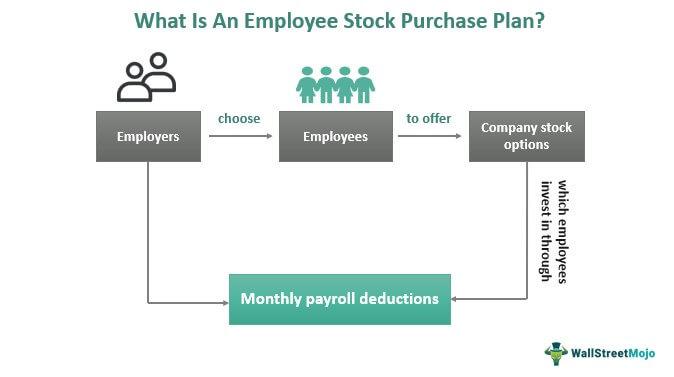 What Is An Employee Stock Purchase Plan?
Employers
choose
Employees
to offer
Company stock
options
which employees
invest in through
Monthly payroll deductions
WallStreetMojo